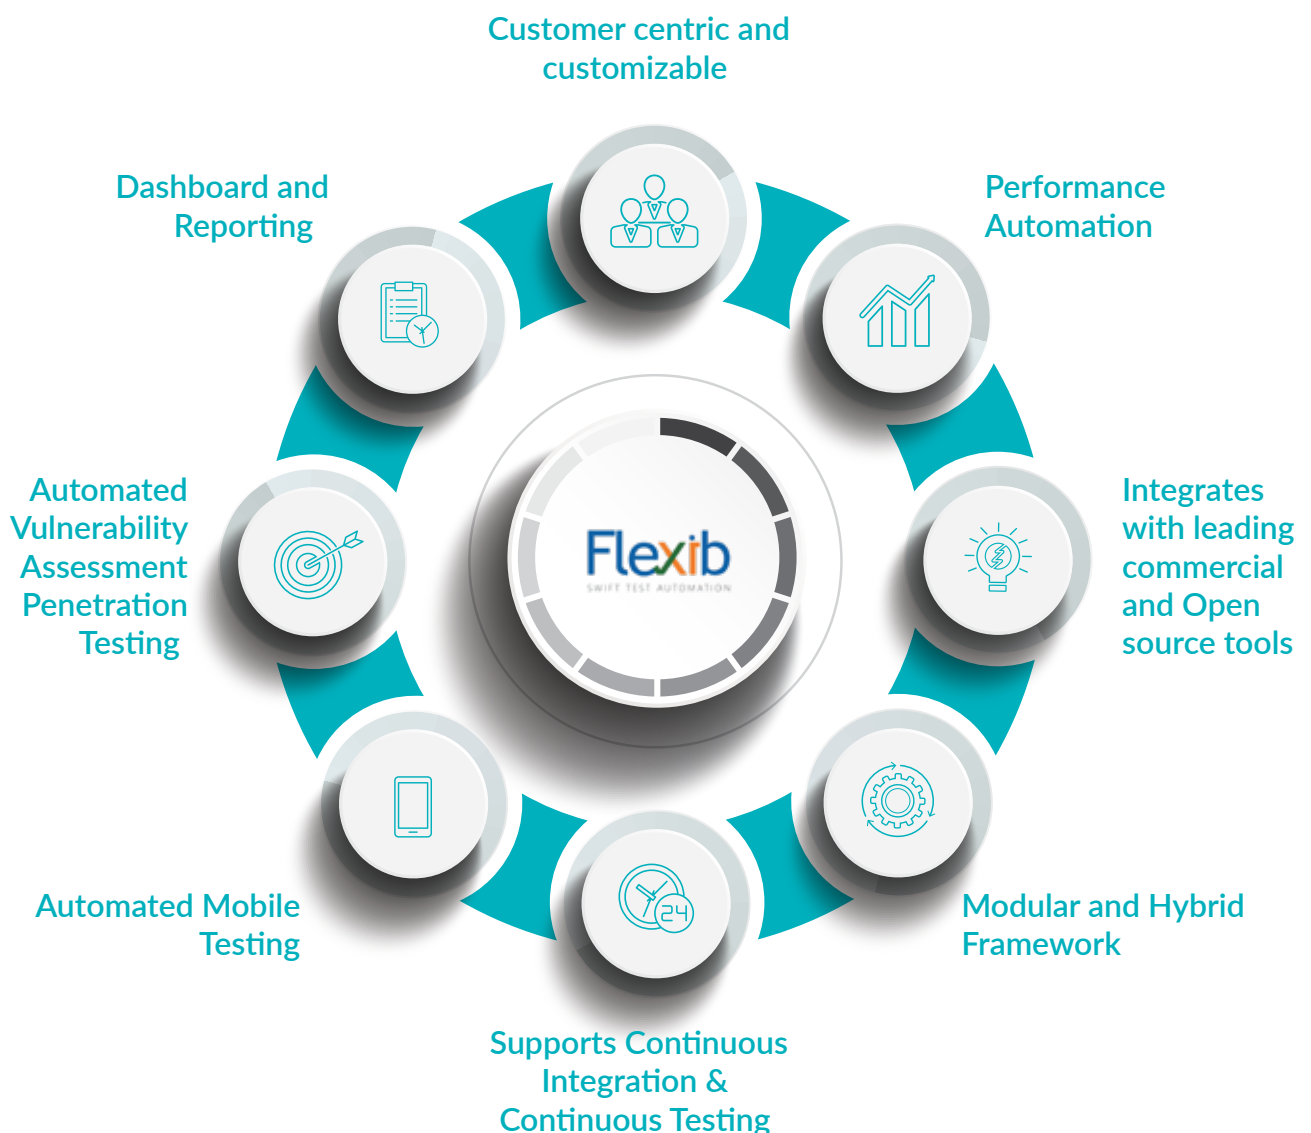 Customer centric and
customizable
Dashboard and
Reporting
Performance
Automation
Automated
Vulnerability
Assessment
Penetration
Testing
Flexib
SWIFT TEST AUTOMATION
Integrates
with leading
commercial
and Open
source tools
24
Automated Mobile
Testing
Modular and Hybrid
Framework
Supports Continuous
Integration &
Continuous Testing